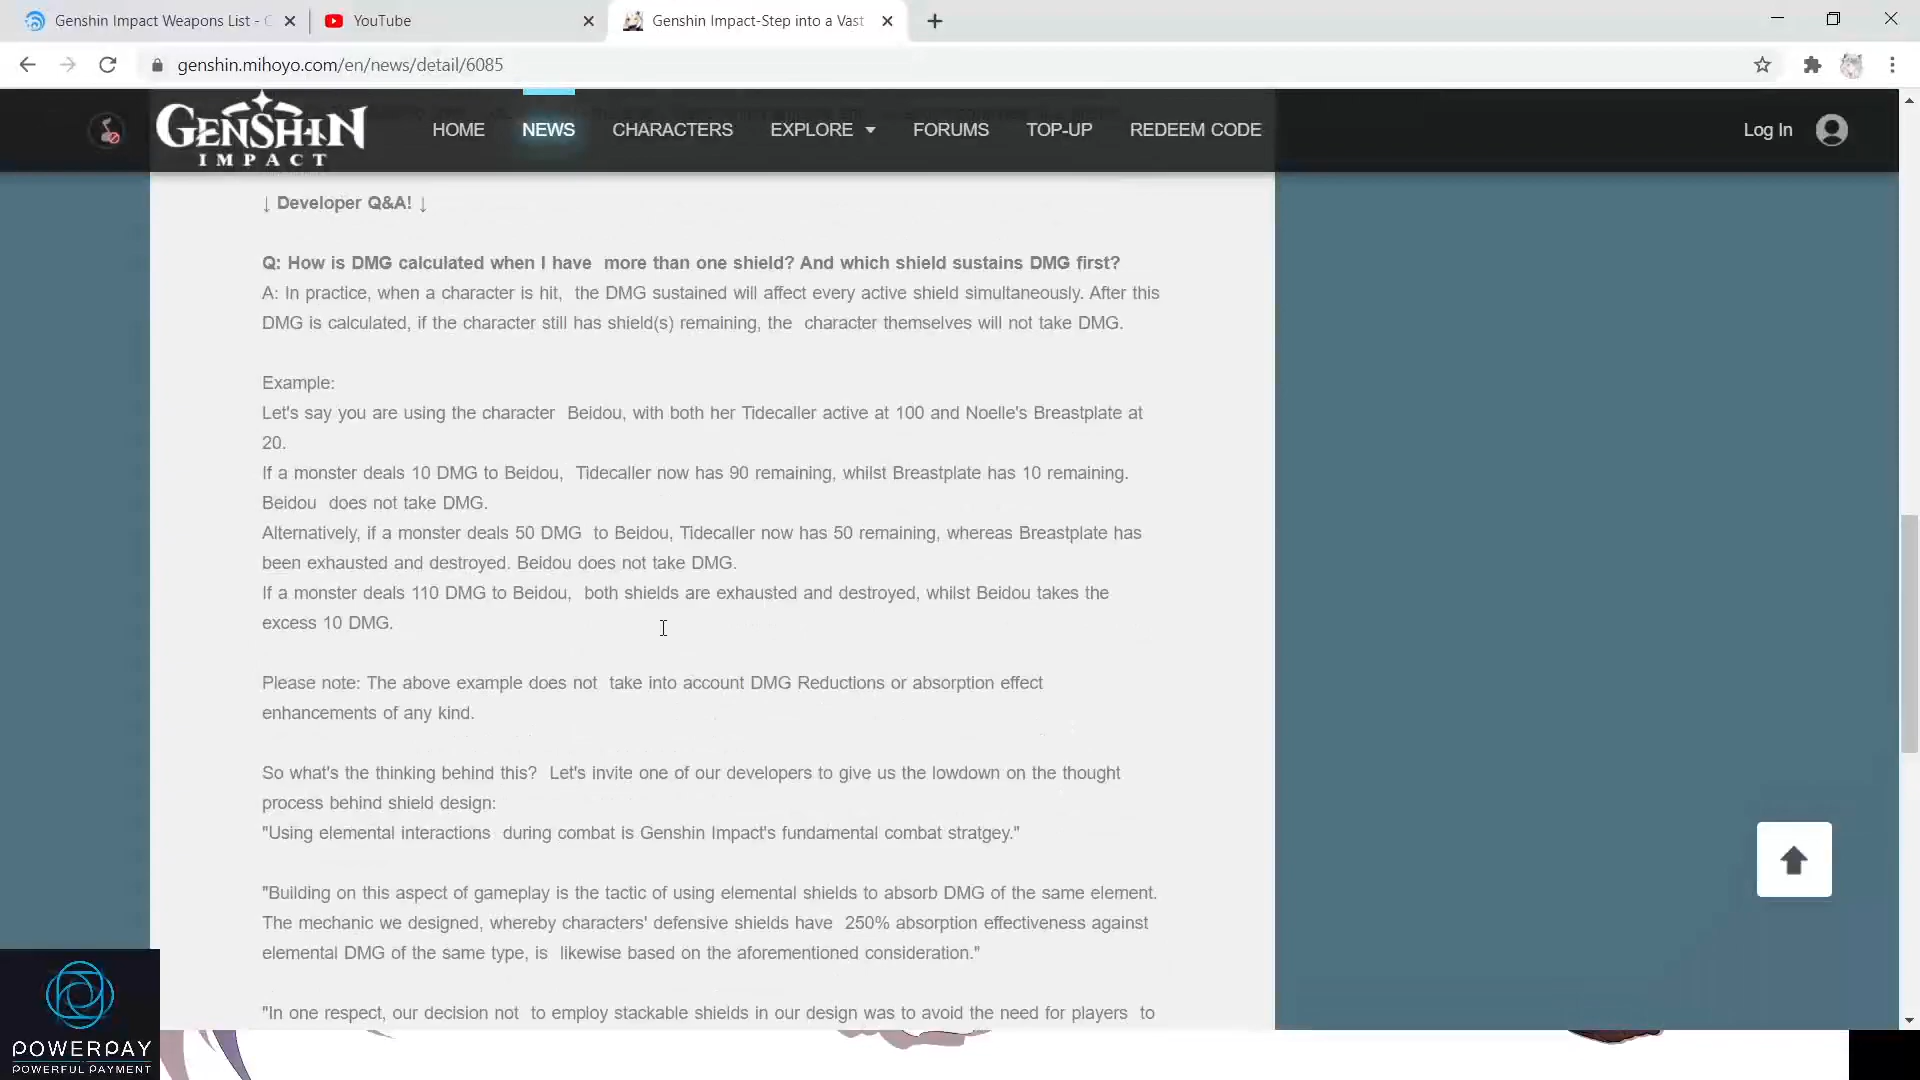 Genshin Impact Weapons List -
YouTube
Genshin Impact-Step into a Vast
genshin.mihoyo.com/en/news/detail/6085
GENSHIN
IMPACT
HOME
NEWS
CHARACTERS
EXPLORE
FORUMS
TOP-UP
REDEEM CODE
Log In
↓ Developer Q&A! ↓
Q: How is DMG calculated when I have more than one shield? And which shield sustains DMG first?
A: In practice, when a character is hit, the DMG sustained will affect every active shield simultaneously. After this
DMG is calculated, if the character still has shield(s) remaining, the character themselves will not take DMG.
Example:
Let's say you are using the character Beidou, with both her Tidecaller active at 100 and Noelle's Breastplate at
20.
If a monster deals 10 DMG to Beidou, Tidecaller now has 90 remaining, whilst Breastplate has 10 remaining.
Beidou does not take DMG.
Alternatively, if a monster deals 50 DMG to Beidou, Tidecaller now has 50 remaining, whereas Breastplate has
been exhausted and destroyed. Beidou does not take DMG.
If a monster deals 110 DMG to Beidou, both shields are exhausted and destroyed, whilst Beidou takes the
excess 10 DMG.
Please note: The above example does not take into account DMG Reductions or absorption effect
enhancements of any kind.
So what's the thinking behind this? Let's invite one of our developers to give us the lowdown on the thought
process behind shield design:
"Using elemental interactions during combat is Genshin Impact's fundamental combat stratgey."
"Building on this aspect of gameplay is the tactic of using elemental shields to absorb DMG of the same element.
The mechanic we designed, whereby characters' defensive shields have 250% absorption effectiveness against
elemental DMG of the same type, is likewise based on the aforementioned consideration."
"In one respect, our decision not to employ stackable shields in our design was to avoid the need for players to
POWERPAY
POWERFUL PAYMENT